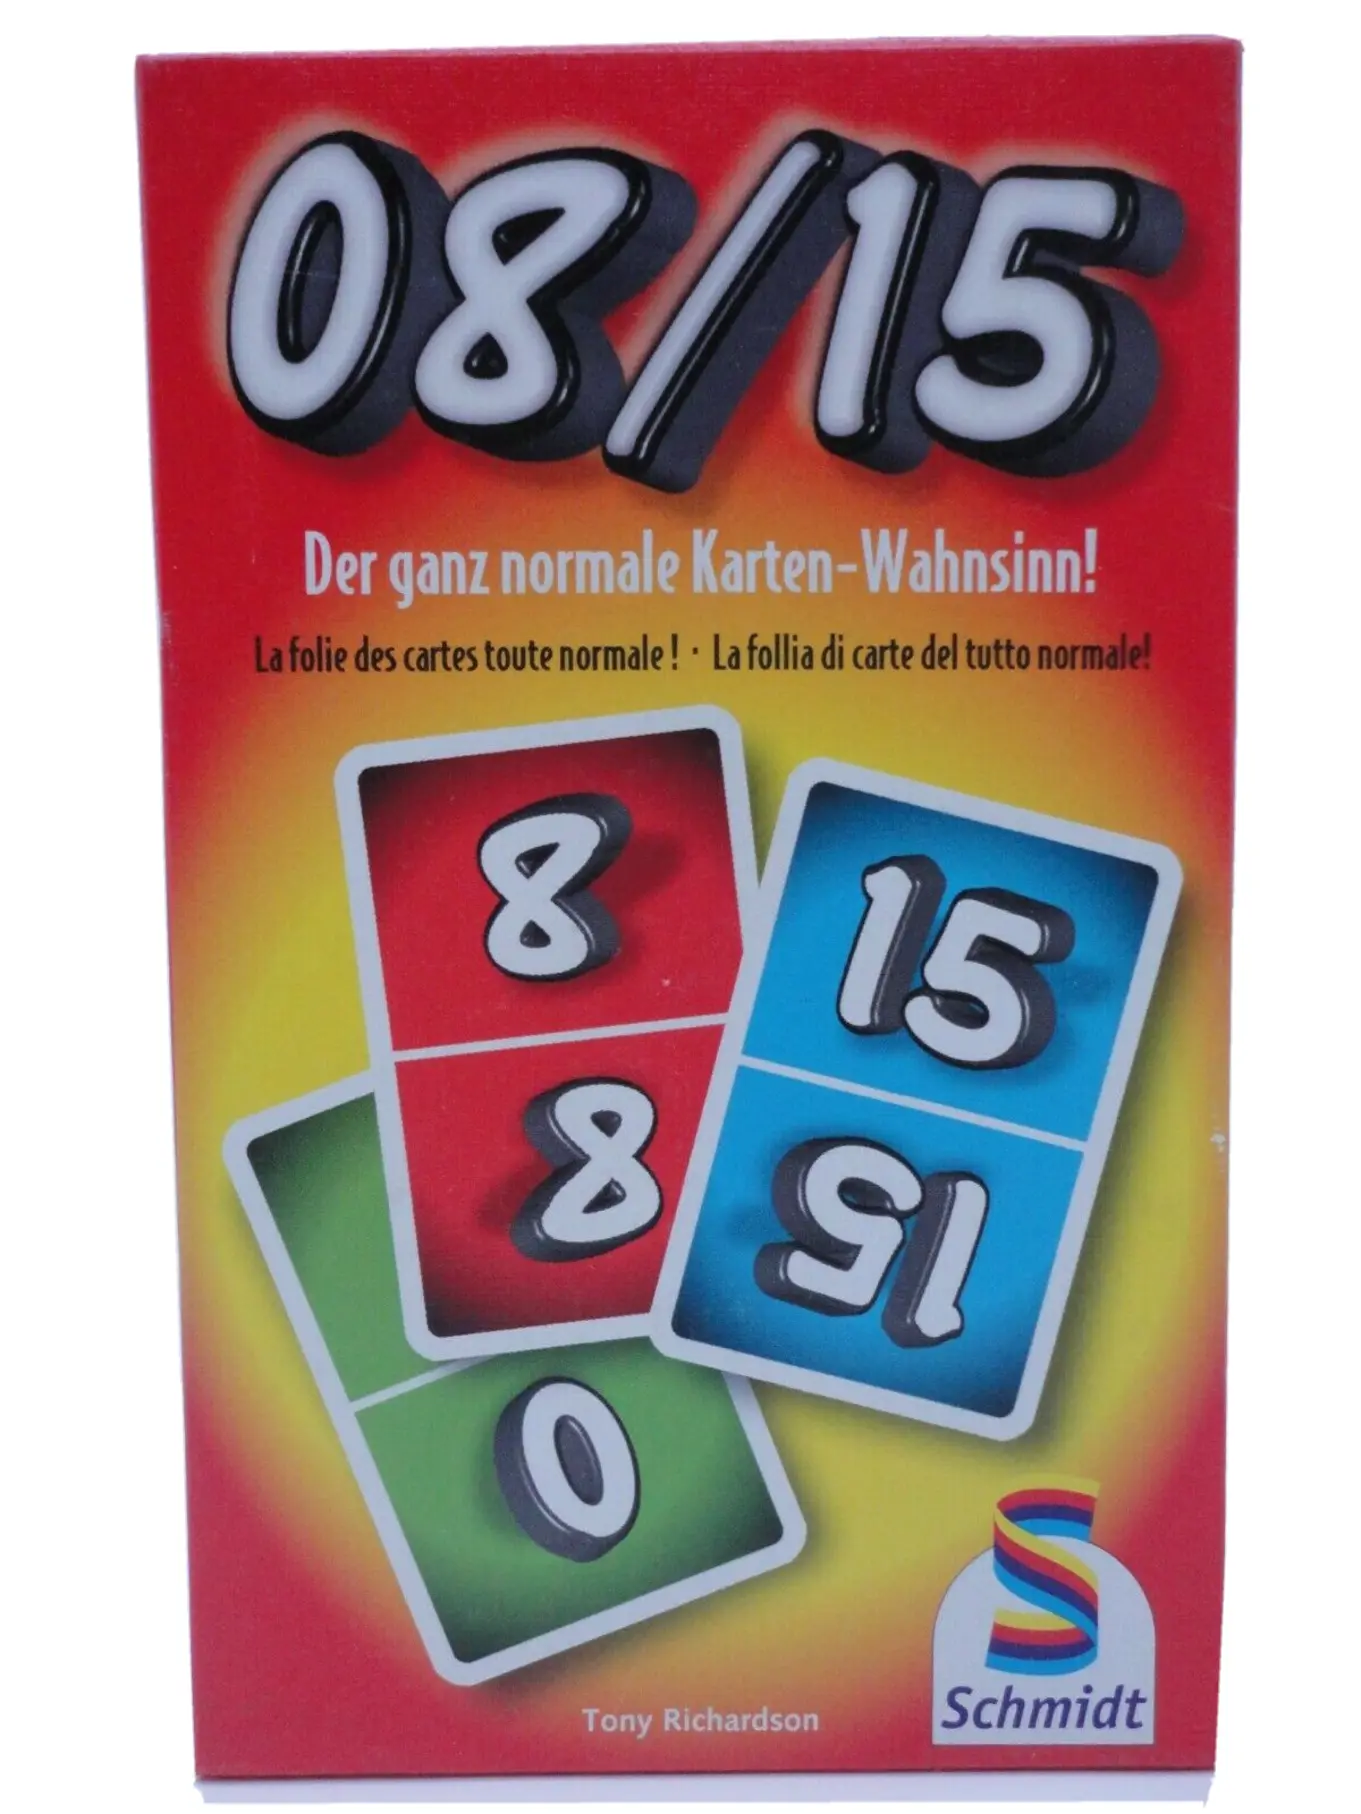 08/15
Der ganz normale Karten-Wahnsinn!
La folie des cartes toute normale ! · La follia di carte del tutto normale!
8
8
15
15
0
Tony Richardson
Schmidt